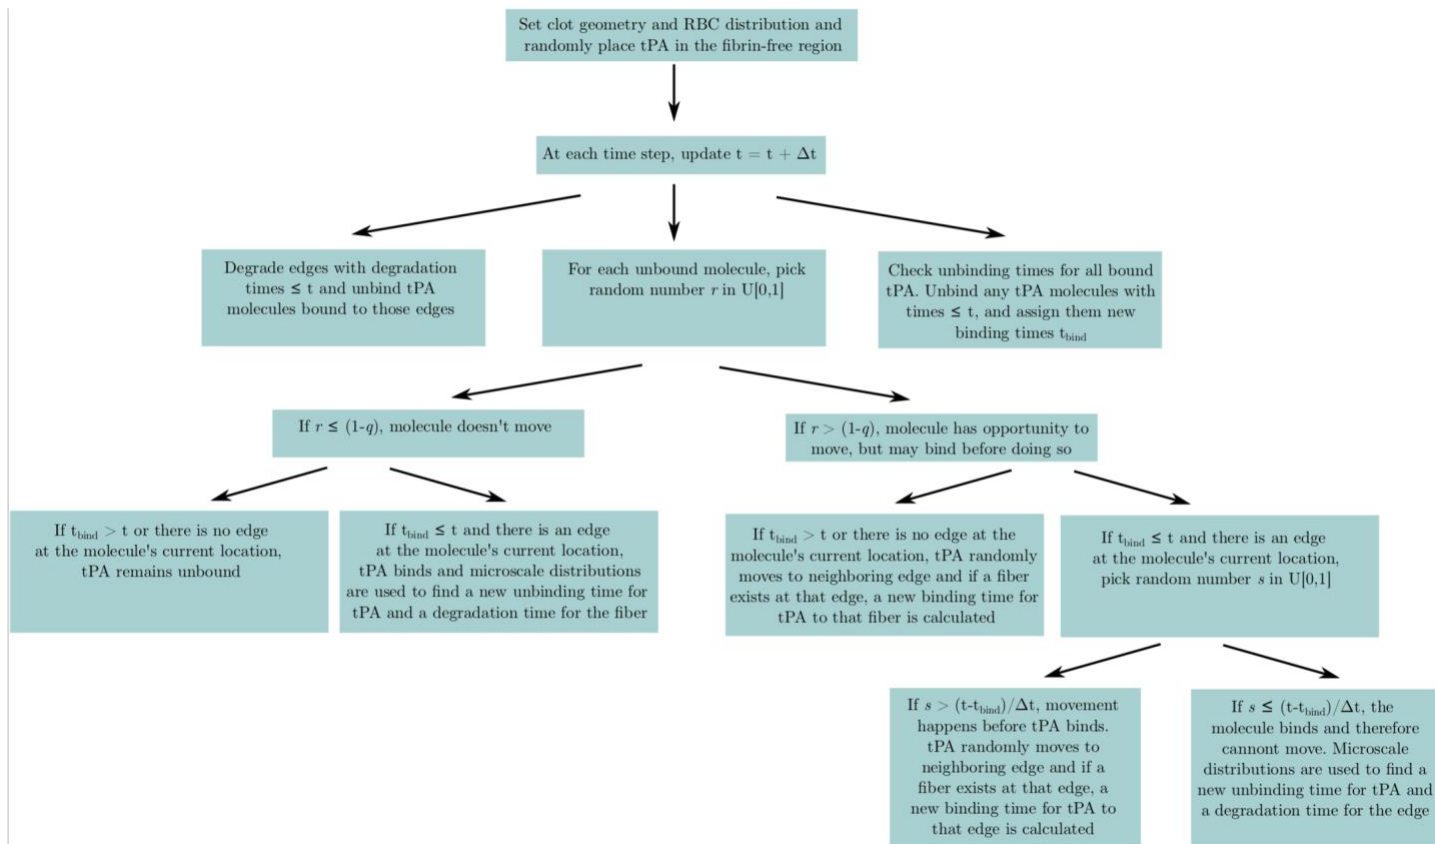 Set clot geometry and RBC distribution and
randomly place tPA in the fibrin-free region
At each time step, update t = t + Δt
Degrade edges with degradation
times ≤ t and unbind tPA
molecules bound to those edges
For each unbound molecule, pick
random number r in U[0,1]
Check unbinding times for all bound
tPA. Unbind any tPA molecules with
times ≤ t, and assign them new
binding times t_bind
If r ≤ (1-q), molecule doesn't move
If r > (1-q), molecule has opportunity to
move, but may bind before doing so
If t_bind > t or there is no edge
at the molecule's current location,
tPA remains unbound
If t_bind ≤ t and there is an edge
at the molecule's current location,
tPA binds and microscale distributions
are used to find a new unbinding time for
tPA and a degradation time for the fiber
If t_bind > t or there is no edge at the
molecule's current location, tPA randomly
moves to neighboring edge and if a fiber
exists at that edge, a new binding time for
tPA to that fiber is calculated
If t_bind ≤ t and there is an edge
at the molecule's current location,
pick random number s in U[0,1]
If s > (t-t_bind)/Δt, movement
happens before tPA binds.
tPA randomly moves to
neighboring edge and if a
fiber exists at that edge, a
new binding time for tPA to
that edge is calculated
If s ≤ (t-t_bind)/Δt, the
molecule binds and therefore
cannont move. Microscale
distributions are used to find a
new unbinding time for tPA and
a degradation time for the edge